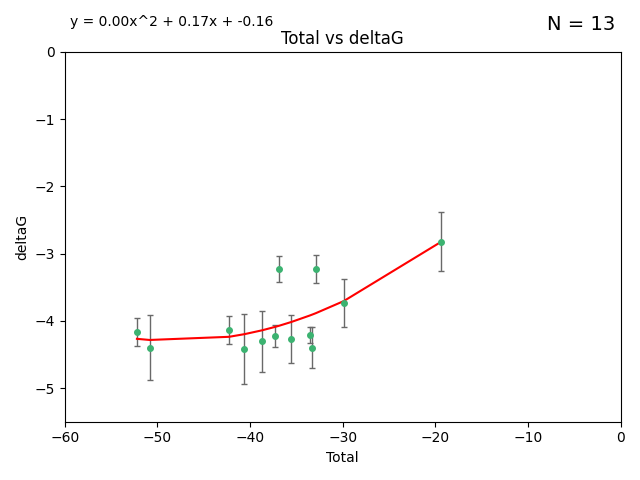 y = 0.00x^2 + 0.17x + -0.16
N = 13
Total vs deltaG
0
−1
−2
−3
−4
−5
deltaG
−60 −50 −40 −30 −20 −10 0
Total